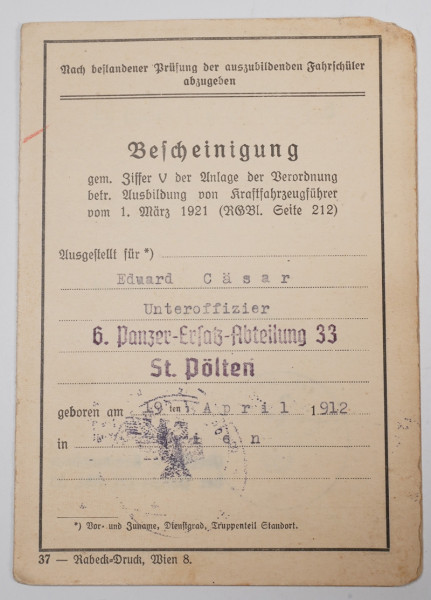 Nach bestandener Prüfung der auszubildenden Fahrschüler
abzugeben
Bescheinigung
gem. Ziffer V der Anlage der Verordnung
betr. Ausbildung von Kraftfahrzeugführer
vom 1. März 1921 (RGBl. Seite 212)
Ausgestellt für *)
Eduard Cäsar
Unteroffizier
6. Panzer-Ersatz-Abteilung 33
St. Pölten
geboren am 19ten April 1912
in Wien
*) Vor- und Zuname, Dienstgrad, Truppenteil Standort.
37 — Rabeck-Druck, Wien 8.